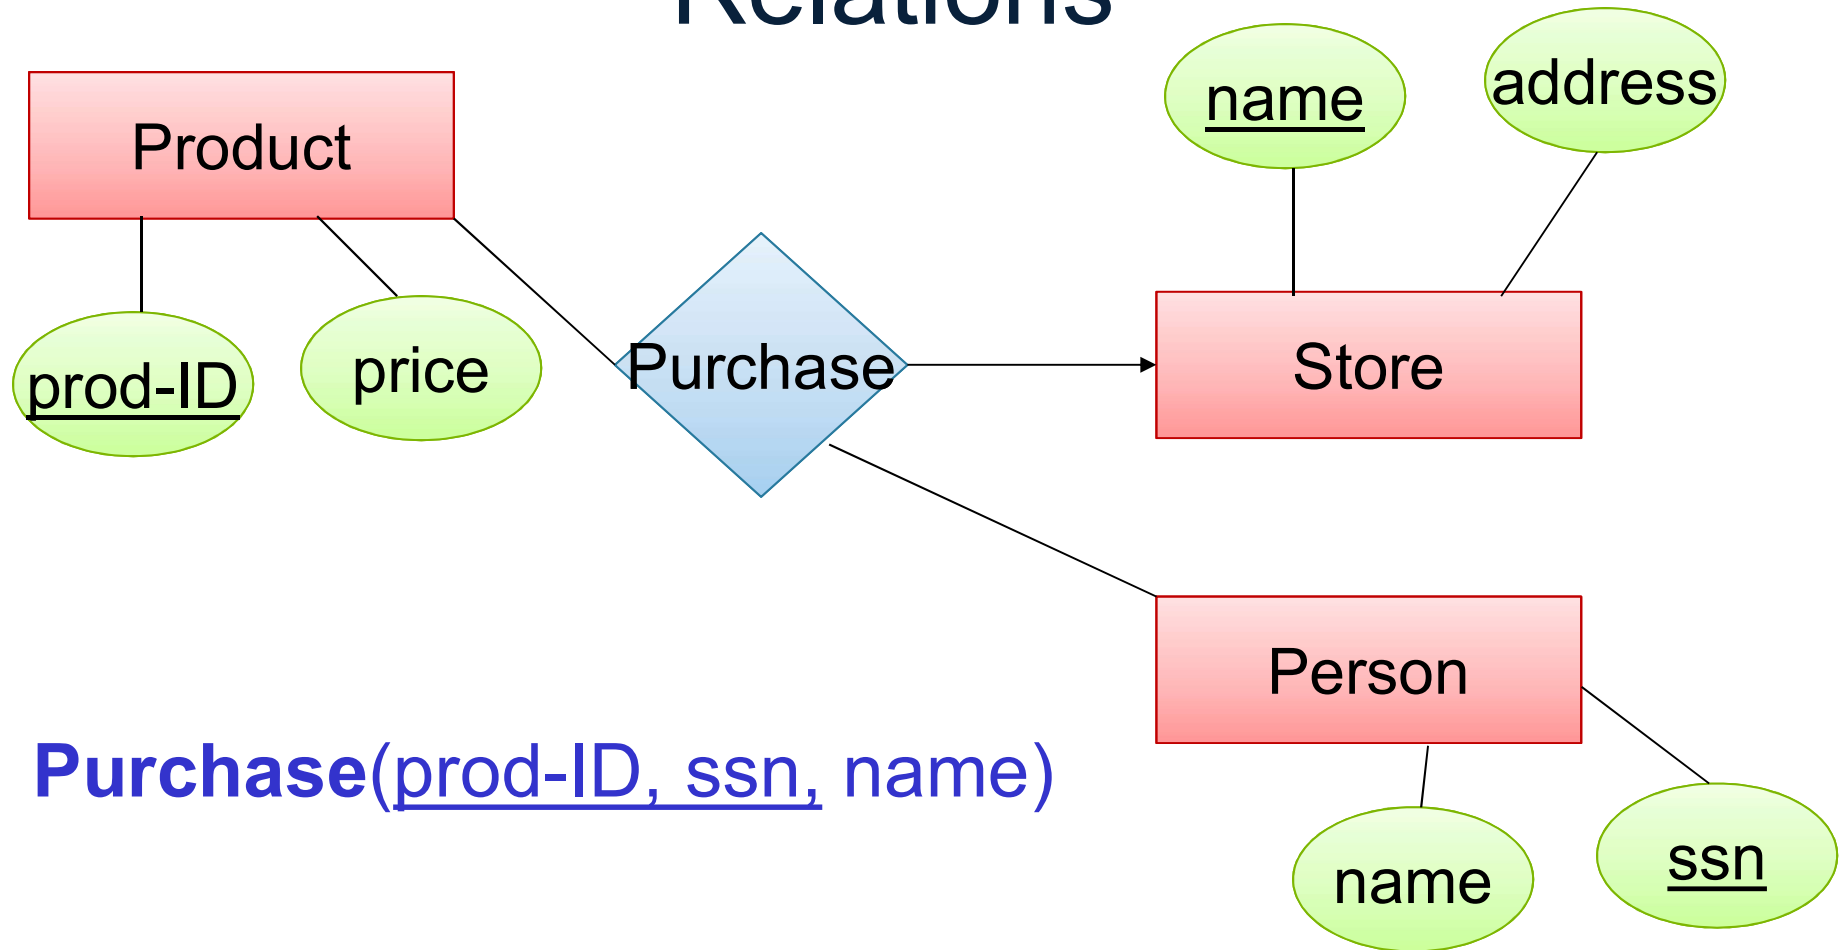 Relations
Product
name
address
prod-ID
price
Purchase
Store
Person
Purchase(prod-ID, ssn, name)
name
ssn